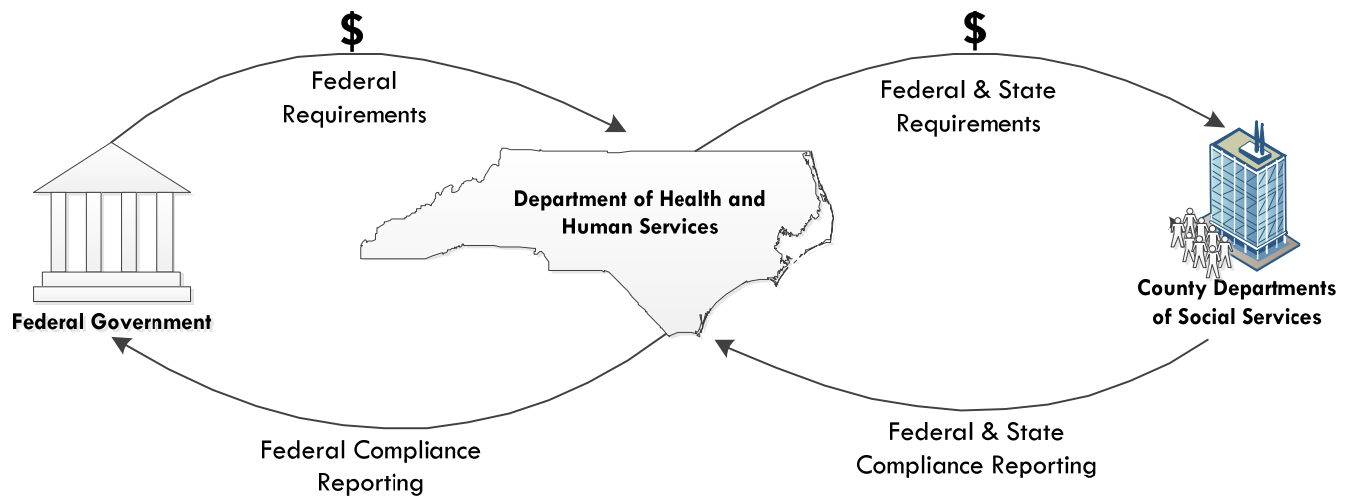 $
Federal
Requirements
$
Federal & State
Requirements
Department of Health and
Human Services
Federal Government
County Departments
of Social Services
Federal Compliance
Reporting
Federal & State
Compliance Reporting